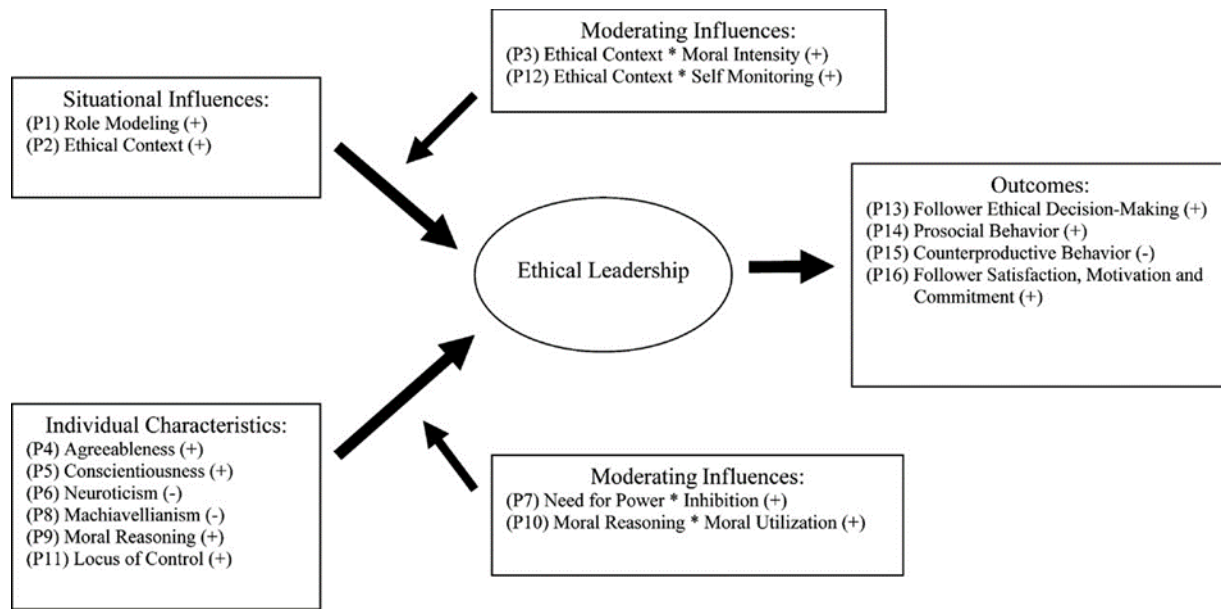 Moderating Influences:
(P3) Ethical Context * Moral Intensity (+)
(P12) Ethical Context * Self Monitoring (+)
Situational Influences:
(P1) Role Modeling (+)
(P2) Ethical Context (+)
Outcomes:
(P13) Follower Ethical Decision-Making (+)
(P14) Prosocial Behavior (+)
(P15) Counterproductive Behavior (-)
(P16) Follower Satisfaction, Motivation and
Commitment (+)
Ethical Leadership
Individual Characteristics:
(P4) Agreeableness (+)
(P5) Conscientiousness (+)
(P6) Neuroticism (-)
(P8) Machiavellianism (-)
(P9) Moral Reasoning (+)
(P11) Locus of Control (+)
Moderating Influences:
(P7) Need for Power * Inhibition (+)
(P10) Moral Reasoning * Moral Utilization (+)